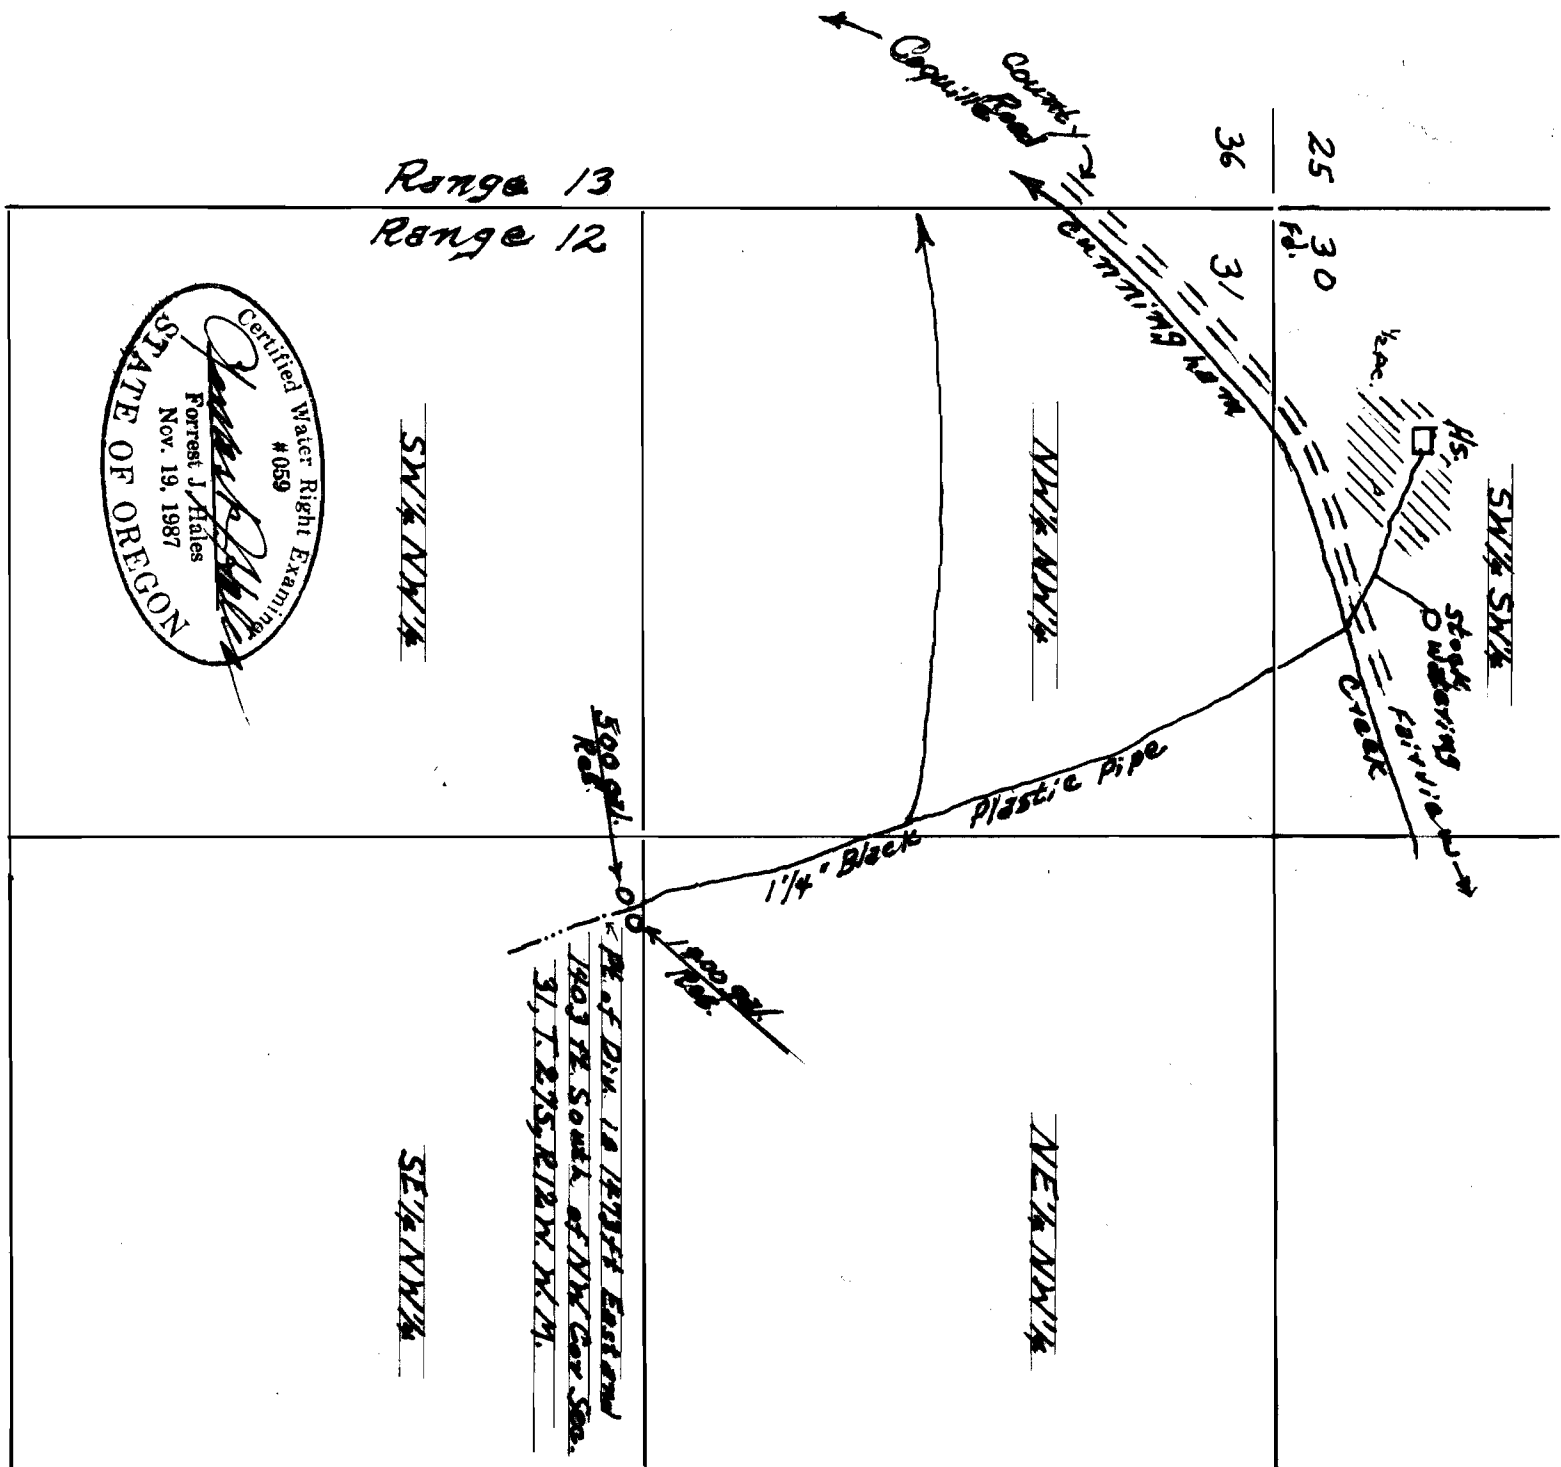 Coquille
County
Road
Range 13
Range 12
36
25
31
30
Fd.
Cunningham
Creek
Fairview
½ ac.
Hs.
SW¼ SW¼
Stock
Watering
NW¼ NW¼
Plastic Pipe
1¼" Black
SW¼ NW¼
500 gal.
Res.
gal.
Res.
Pt. of Div. is 1473 ft East and
1403 ft. South of NW Cor Sec.
31, T. 27S, R12W. W.M.
NE¼ NW¼
SE¼ NW¼
Certified Water Right Examiner
#059
Forrest J. Hales
Nov. 19, 1987
STATE OF OREGON